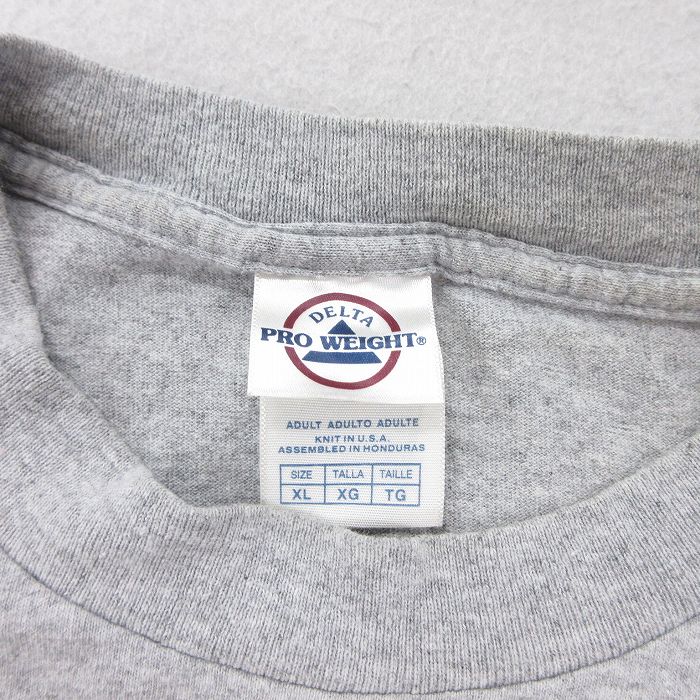 DELTA
PRO WEIGHT®
ADULT ADULTO ADULTE
KNIT IN U.S.A.
ASSEMBLED IN HONDURAS
SIZE TALLA TAILLE
XL XG TG